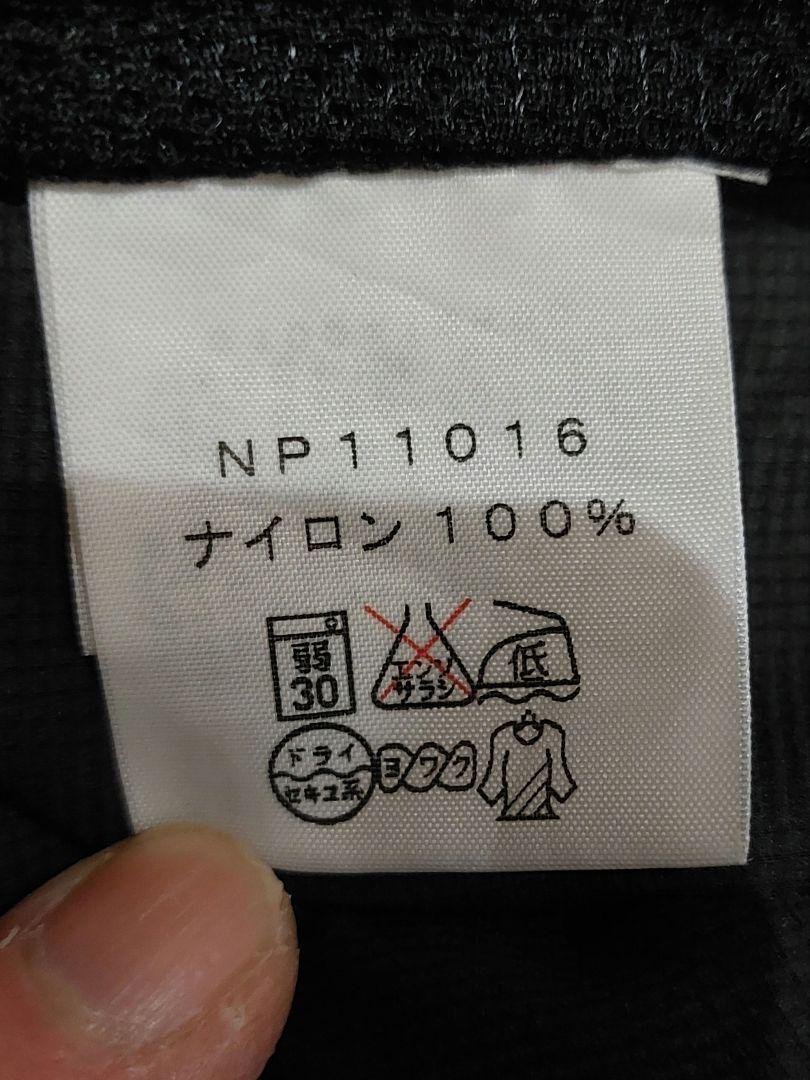 NP11016
ナイロン100%
弱
30
エンソ
サラシ
低
ドライ
セキユ系
ヨワク